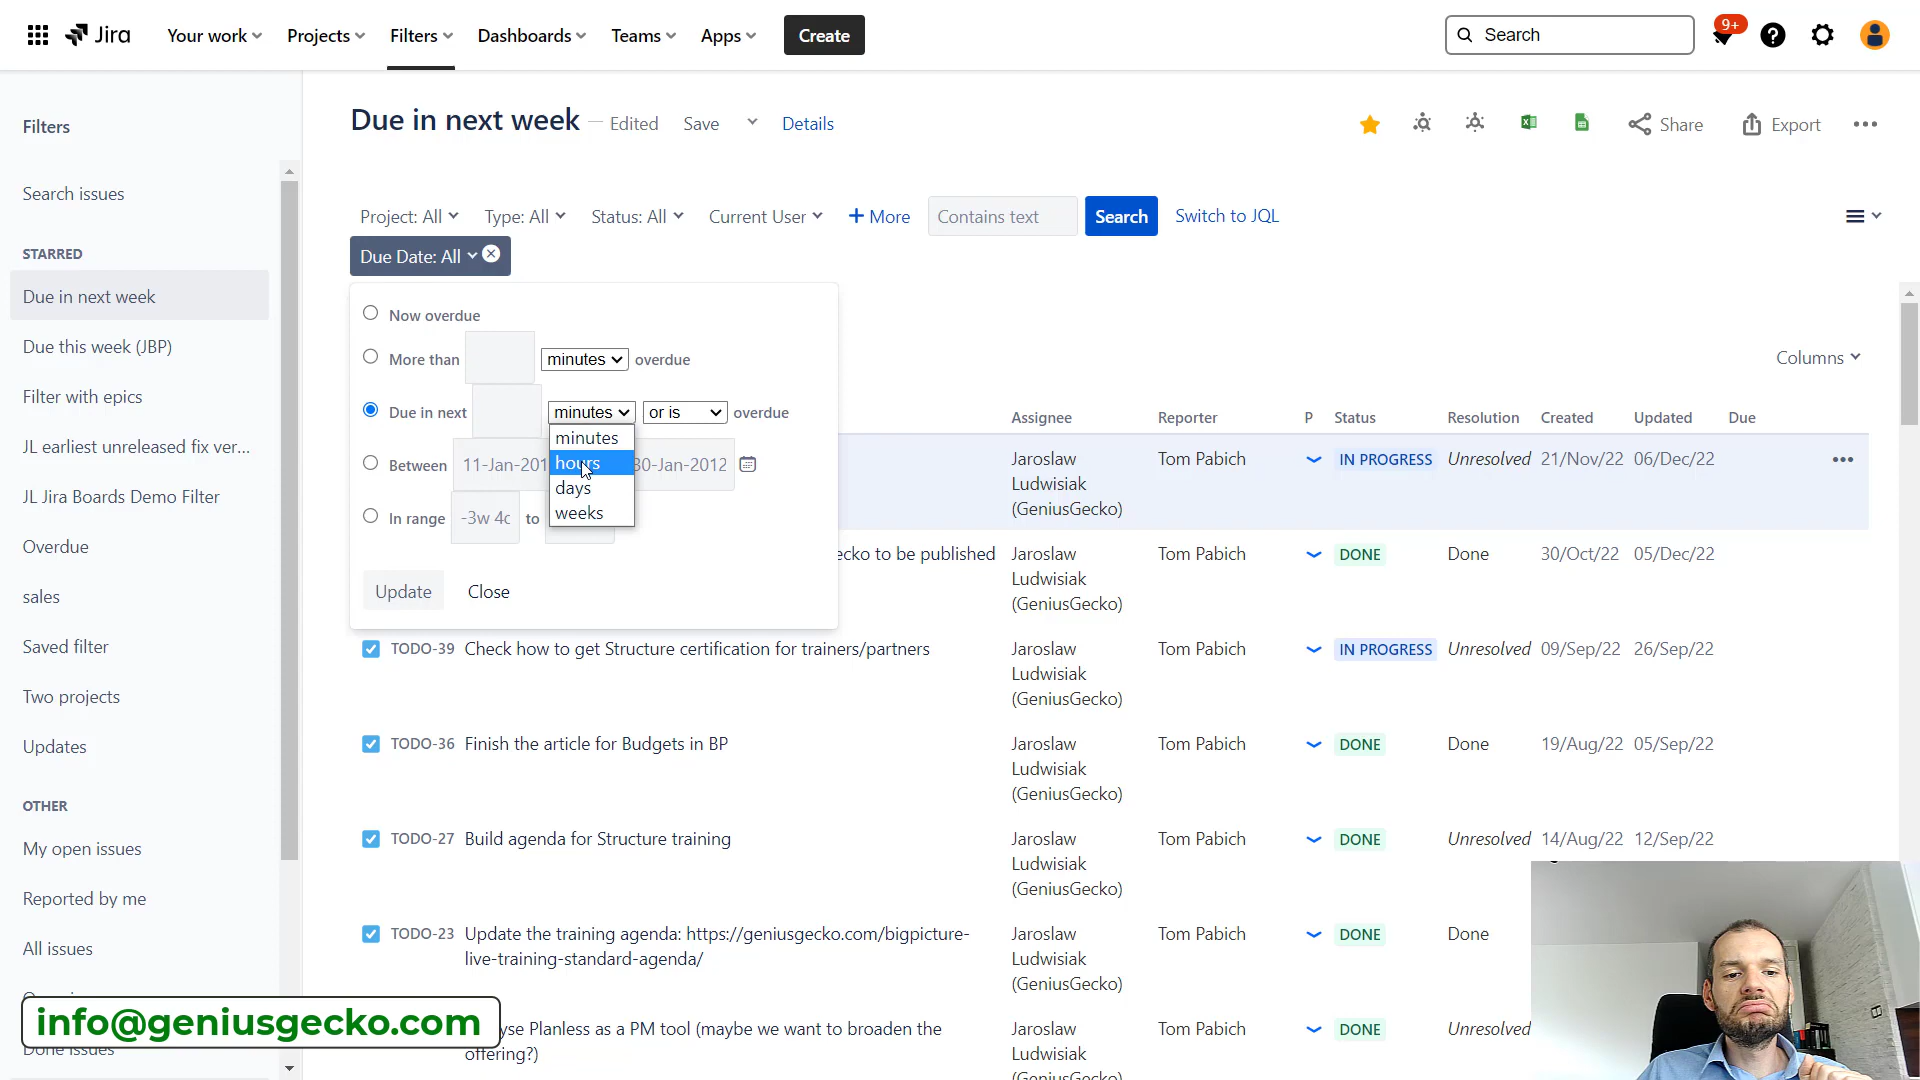 Jira
Your work
Projects
Filters
Dashboards
Teams
Apps
Create
Search
9+
Filters
Search issues
STARRED
Due in next week
Due this week (JBP)
Filter with epics
JL earliest unreleased fix ver...
JL Jira Boards Demo Filter
Overdue
sales
Saved filter
Two projects
Updates
OTHER
My open issues
Reported by me
All issues
Done issues
info@geniusgecko.com
Due in next week
Edited
Save
Details
Share
Export
Project: All
Type: All
Status: All
Current User
+ More
Contains text
Search
Switch to JQL
Due Date: All
Now overdue
More than minutes overdue
Due in next minutes or is overdue
minutes
hours
days
weeks
Between 11-Jan-201 30-Jan-2012
In range -3w 4d to
Update
Close
Columns
Assignee Reporter P Status Resolution Created Updated Due
Jaroslaw Tom Pabich IN PROGRESS Unresolved 21/Nov/22 06/Dec/22
Ludwisiak
(GeniusGecko)
ecko to be published Jaroslaw Tom Pabich DONE Done 30/Oct/22 05/Dec/22
Ludwisiak
(GeniusGecko)
TODO-39 Check how to get Structure certification for trainers/partners Jaroslaw Tom Pabich IN PROGRESS Unresolved 09/Sep/22 26/Sep/22
Ludwisiak
(GeniusGecko)
TODO-36 Finish the article for Budgets in BP Jaroslaw Tom Pabich DONE Done 19/Aug/22 05/Sep/22
Ludwisiak
(GeniusGecko)
TODO-27 Build agenda for Structure training Jaroslaw Tom Pabich DONE Unresolved 14/Aug/22 12/Sep/22
Ludwisiak
(GeniusGecko)
TODO-23 Update the training agenda: https://geniusgecko.com/bigpicture- Jaroslaw Tom Pabich DONE Done
live-training-standard-agenda/ Ludwisiak
(GeniusGecko)
yse Planless as a PM tool (maybe we want to broaden the Jaroslaw Tom Pabich DONE Unresolved
offering?) Ludwisiak
(GeniusGecko)